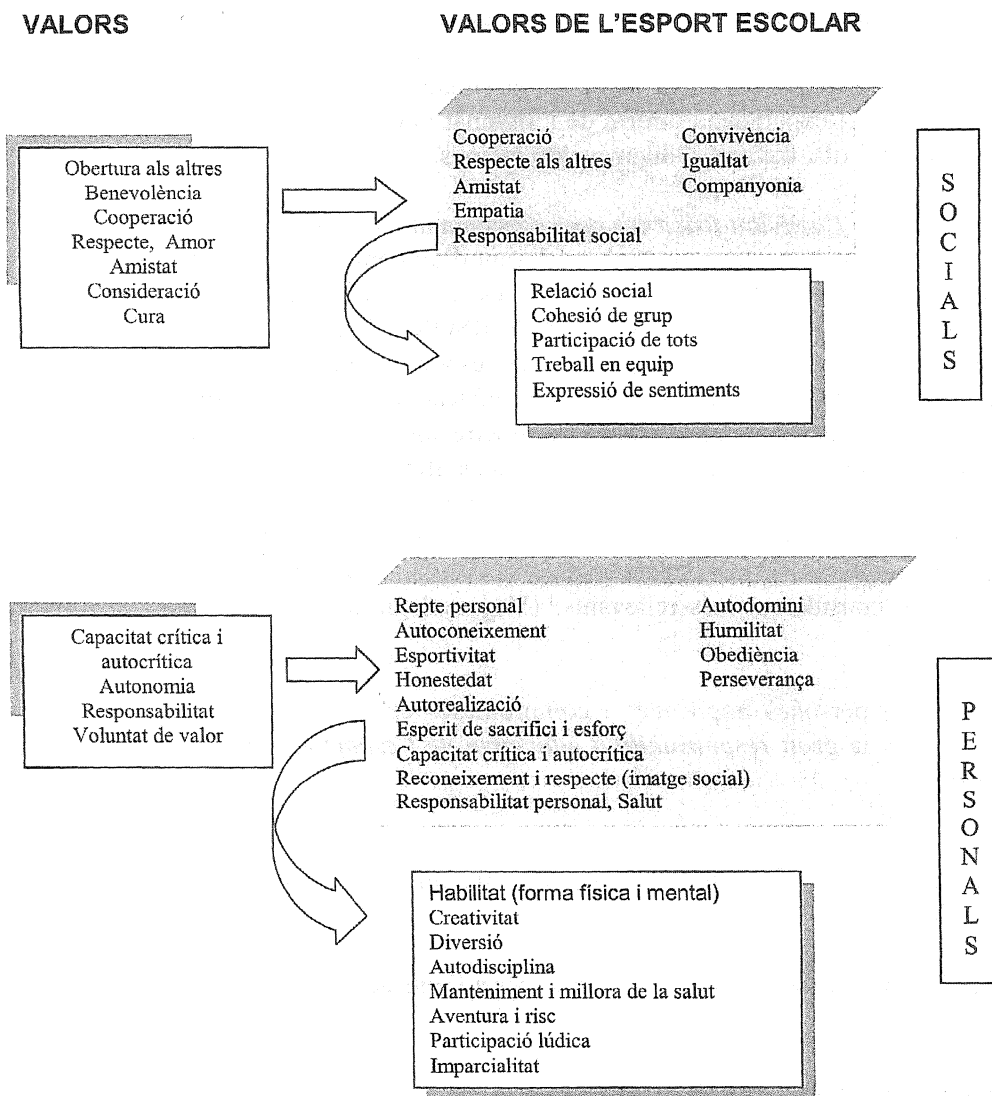 VALORS
VALORS DE L'ESPORT ESCOLAR
Obertura als altres
Benevolència
Cooperació
Respecte, Amor
Amistat
Consideració
Cura
Cooperació
Respecte als altres
Amistat
Empatia
Responsabilitat social
Convivència
Igualtat
Companyonia
Relació social
Cohesió de grup
Participació de tots
Treball en equip
Expressió de sentiments
SOCIALS
Capacitat crítica i
autocrítica
Autonomia
Responsabilitat
Voluntat de valor
Repte personal
Autoconeixement
Esportivitat
Honestedat
Autorealizació
Esperit de sacrifici i esforç
Capacitat crítica i autocrítica
Reconeixement i respecte (imatge social)
Responsabilitat personal, Salut
Autodomini
Humilitat
Obediència
Perseverança
Habilitat (forma física i mental)
Creativitat
Diversió
Autodisciplina
Manteniment i millora de la salut
Aventura i risc
Participació lúdica
Imparcialitat
PERSONALS